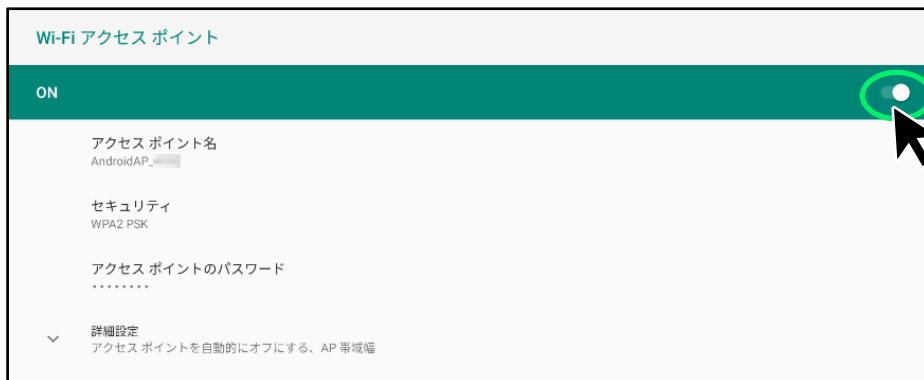 Wi-Fi アクセス ポイント
ON
アクセス ポイント名
AndroidAP_
セキュリティ
WPA2 PSK
アクセス ポイントのパスワード
••••••••
詳細設定
アクセス ポイントを自動的にオフにする、AP 帯域幅